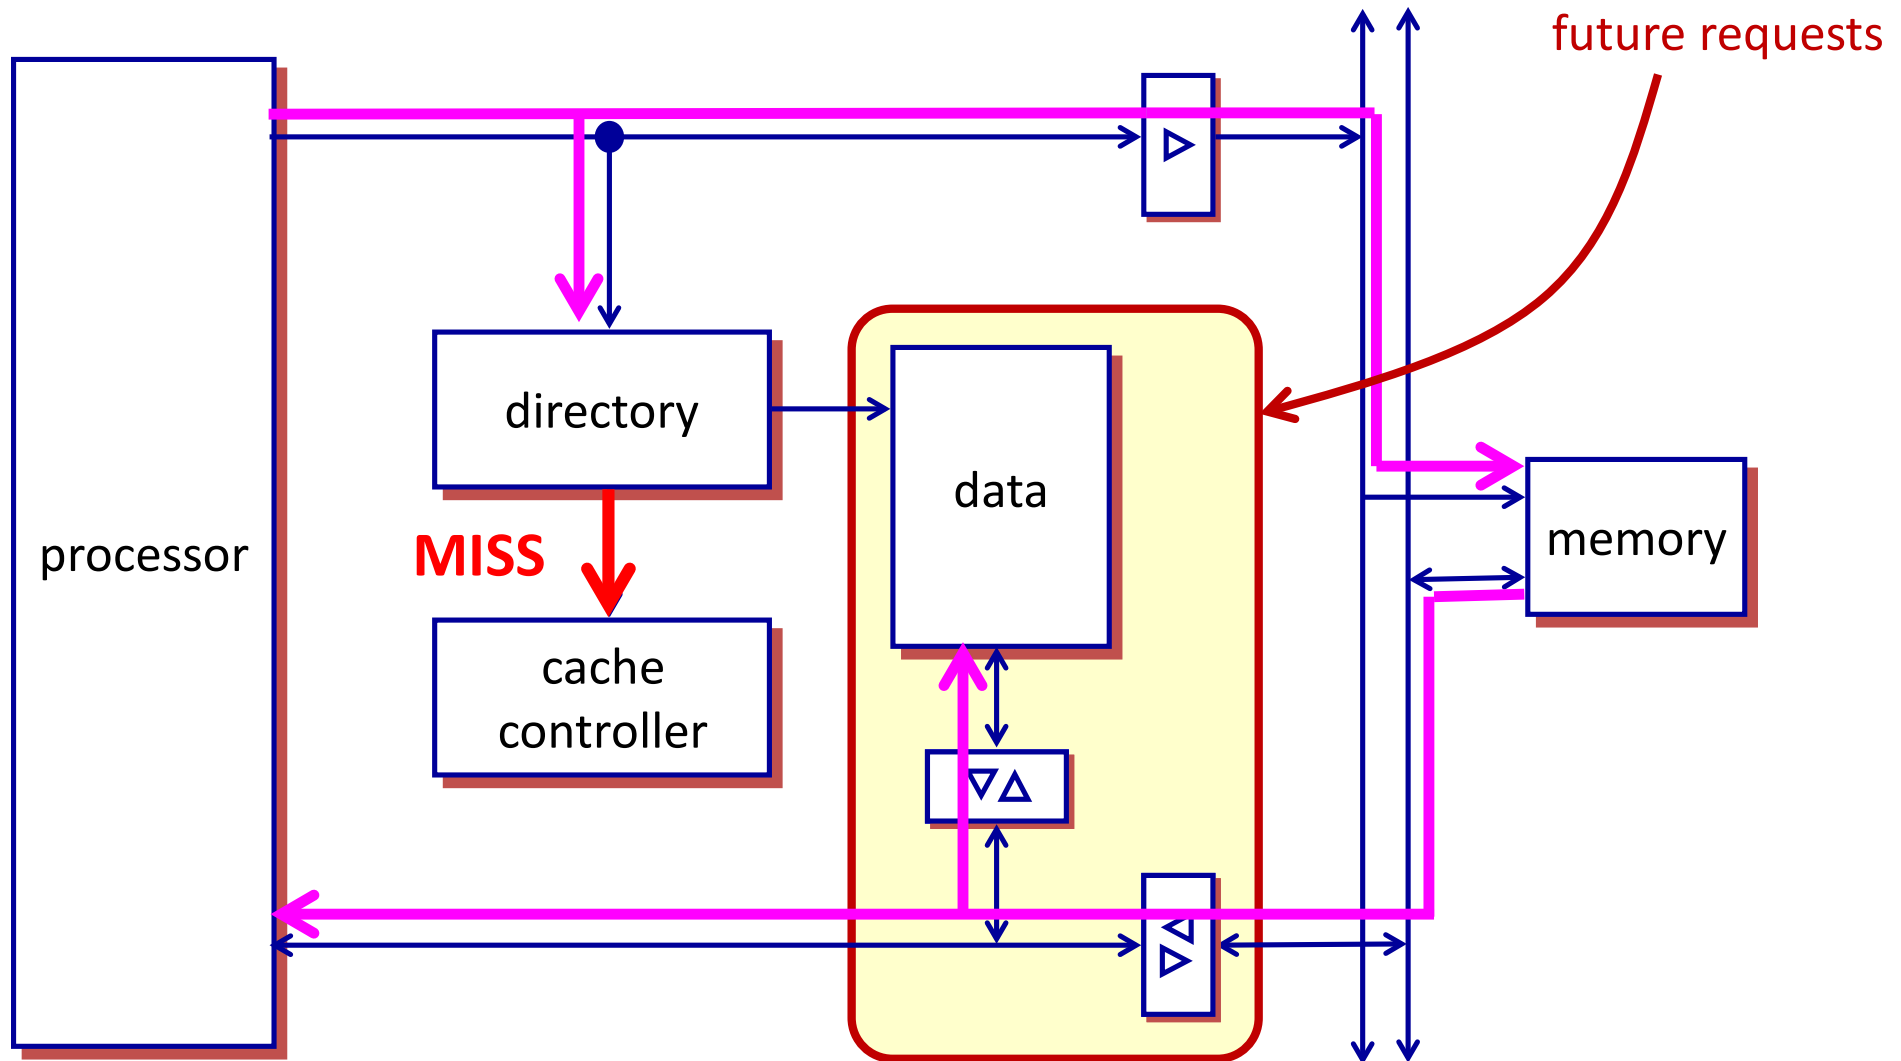 future requests
directory
data
MISS
processor
memory
cache
controller